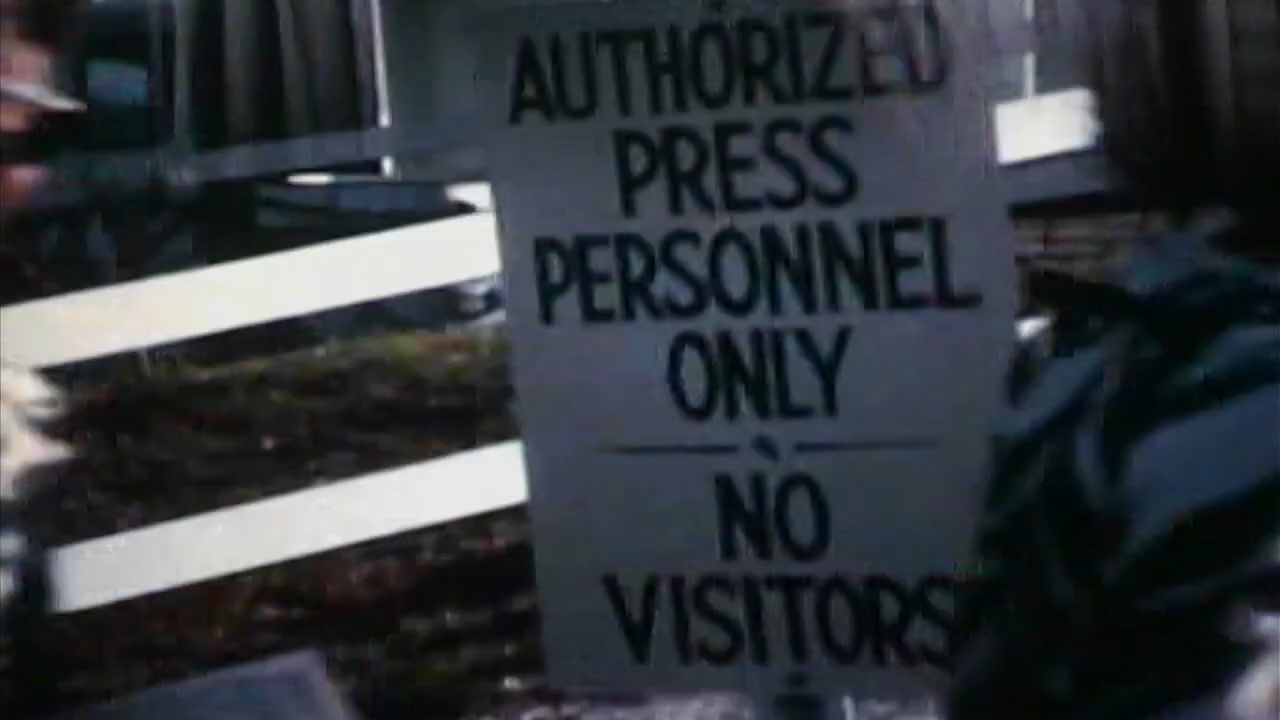 AUTHORIZED
PRESS
PERSONNEL
ONLY
NO
VISITORS